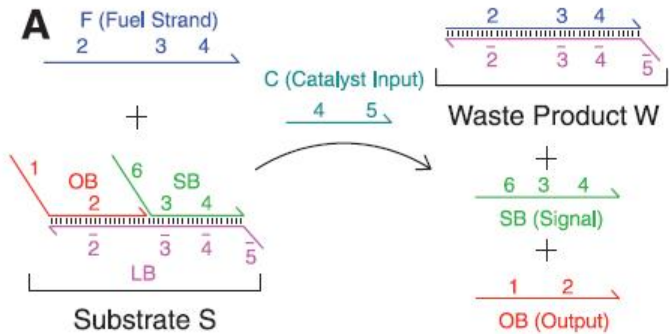 A
F (Fuel Strand)
2 3 4
+
1 6
OB SB
2 3 4
2̄ 3̄ 4̄ 5̄
LB
Substrate S
C (Catalyst Input)
4 5
2 3 4
2̄ 3̄ 4̄ 5̄
Waste Product W
+
6 3 4
SB (Signal)
+
1 2
OB (Output)